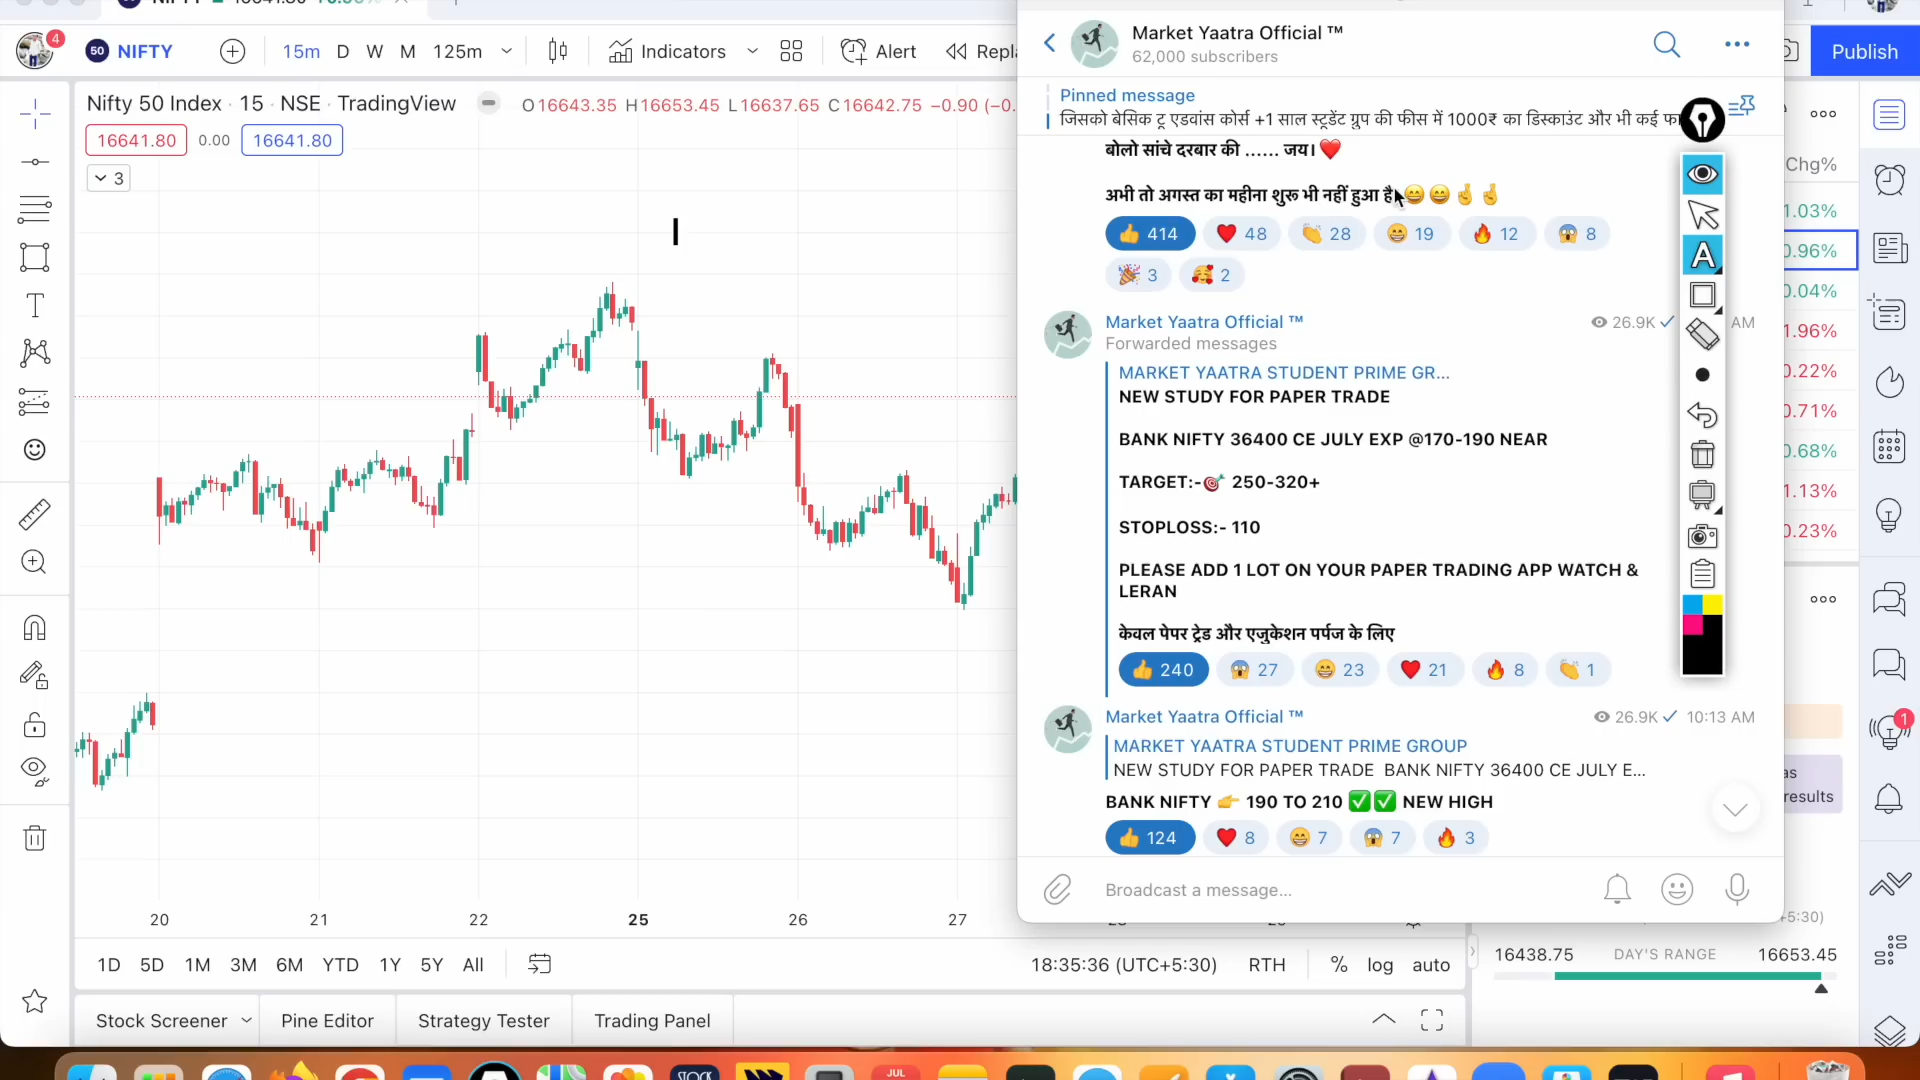 4
50 NIFTY
15m D W M 125m
Indicators
Alert
Publish
Nifty 50 Index · 15 · NSE · TradingView
O16643.35 H16653.45 L16637.65 C16642.75 −0.90
16641.80 0.00 16641.80
3
Market Yaatra Official ™
62,000 subscribers
Pinned message
जिसको बेसिक टू एडवांस कोर्स +1 साल स्टूडेंट ग्रुप की फीस में 1000₹ का डिस्काउंट और भी कई
बोलो सांचे दरबार की ...... जय। ❤️
अभी तो अगस्त का महीना शुरू भी नहीं हुआ है 😄 😄 🤞 🤞
👍 414 ❤️ 48 👏 28 😁 19 🔥 12 😱 8
🎉 3 🥰 2
Market Yaatra Official ™ 26.9K AM
Forwarded messages
MARKET YAATRA STUDENT PRIME GR...
NEW STUDY FOR PAPER TRADE
BANK NIFTY 36400 CE JULY EXP @170-190 NEAR
TARGET:-🎯 250-320+
STOPLOSS:- 110
PLEASE ADD 1 LOT ON YOUR PAPER TRADING APP WATCH &
LERAN
केवल पेपर ट्रेड और एजुकेशन पर्पज के लिए
👍 240 😱 27 😁 23 ❤️ 21 🔥 8 👏 1
Market Yaatra Official ™ 26.9K 10:13 AM
MARKET YAATRA STUDENT PRIME GROUP
NEW STUDY FOR PAPER TRADE BANK NIFTY 36400 CE JULY E...
BANK NIFTY 👉 190 TO 210 ✅✅ NEW HIGH
👍 124 ❤️ 8 😁 7 😱 7 🔥 3
Broadcast a message...
A
Chg%
1.03%
0.96%
0.04%
1.96%
0.22%
0.71%
0.68%
1.13%
0.23%
1
results
20 21 22 25 26 27
1D 5D 1M 3M 6M YTD 1Y 5Y All
18:35:36 (UTC+5:30) RTH % log auto
16438.75 DAY'S RANGE 16653.45
Stock Screener Pine Editor Strategy Tester Trading Panel
STOCK
JUL